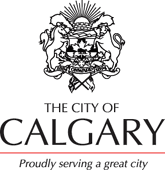 THE CITY OF
CALGARY
Proudly serving a great city